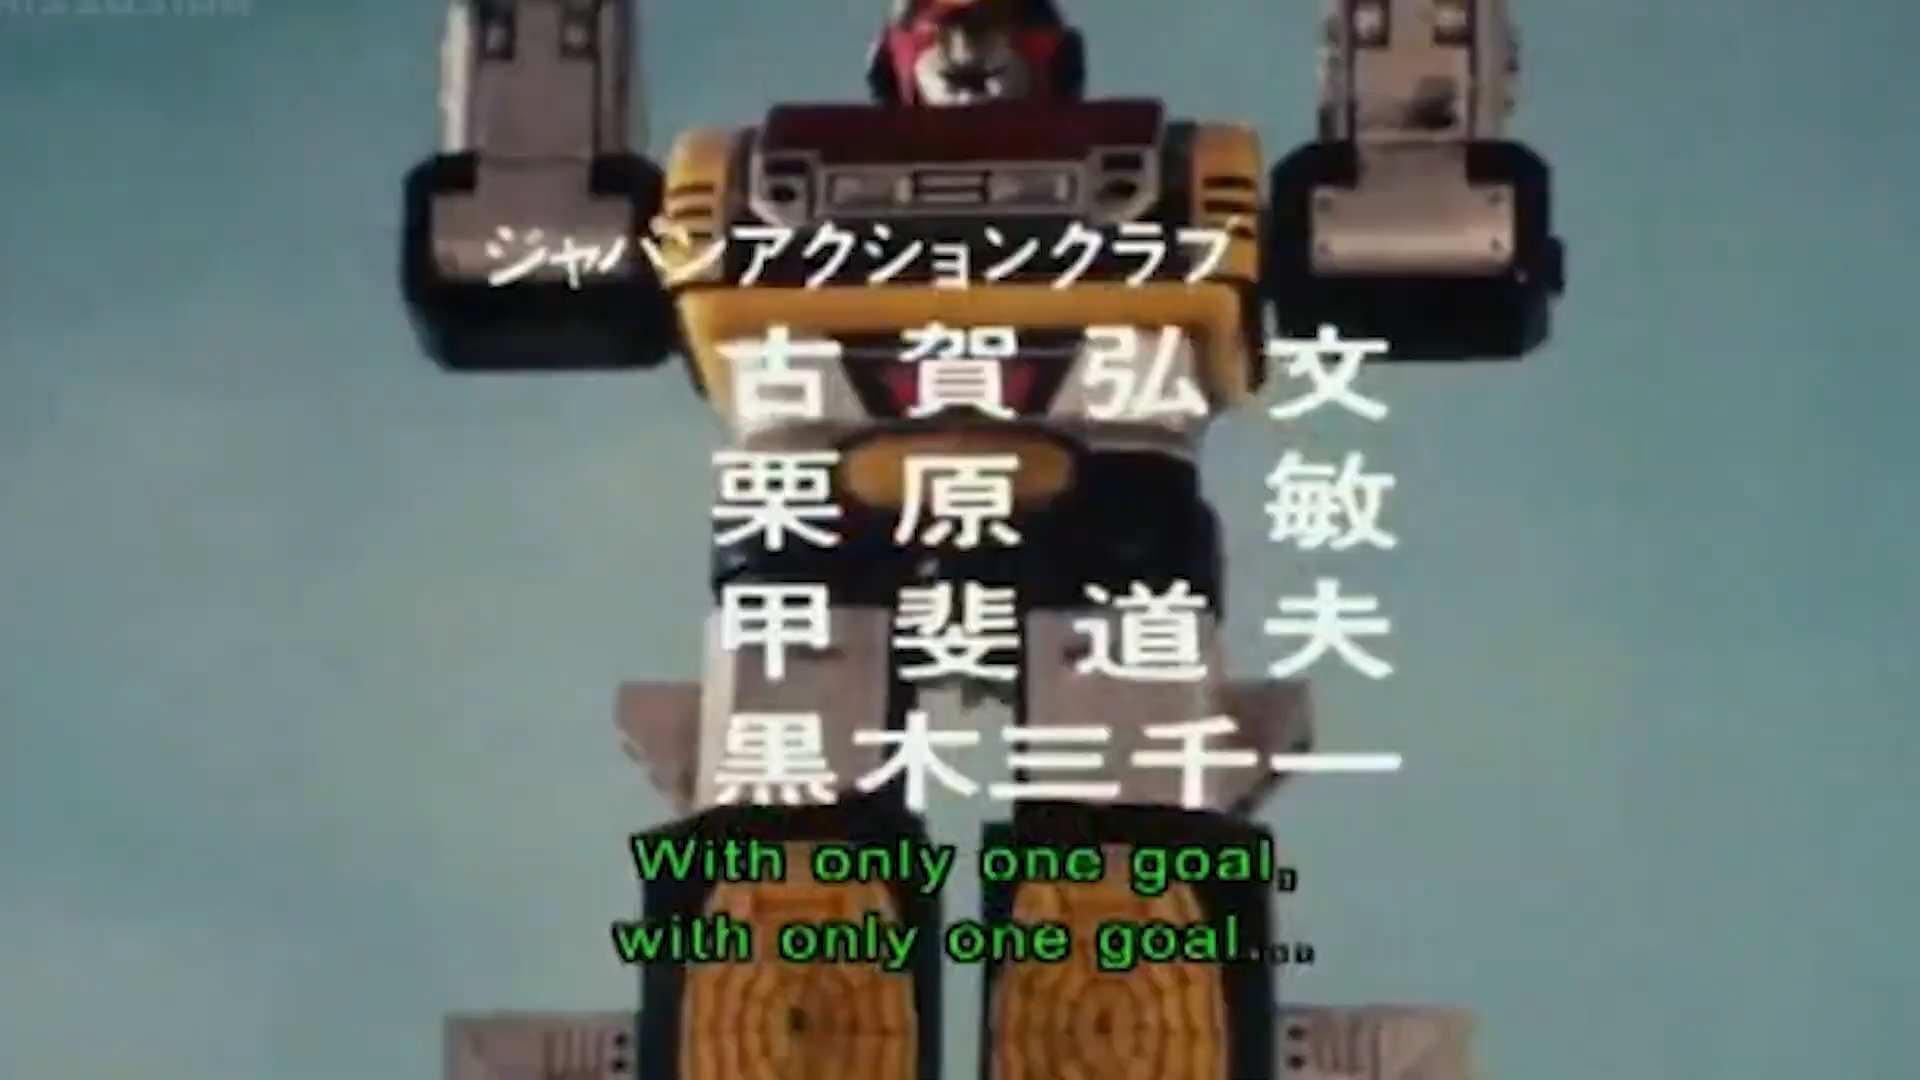 ジャパンアクションクラブ
古賀弘文
栗原 敏
甲斐道夫
黒木三千一
With only one goal,
with only one goal...